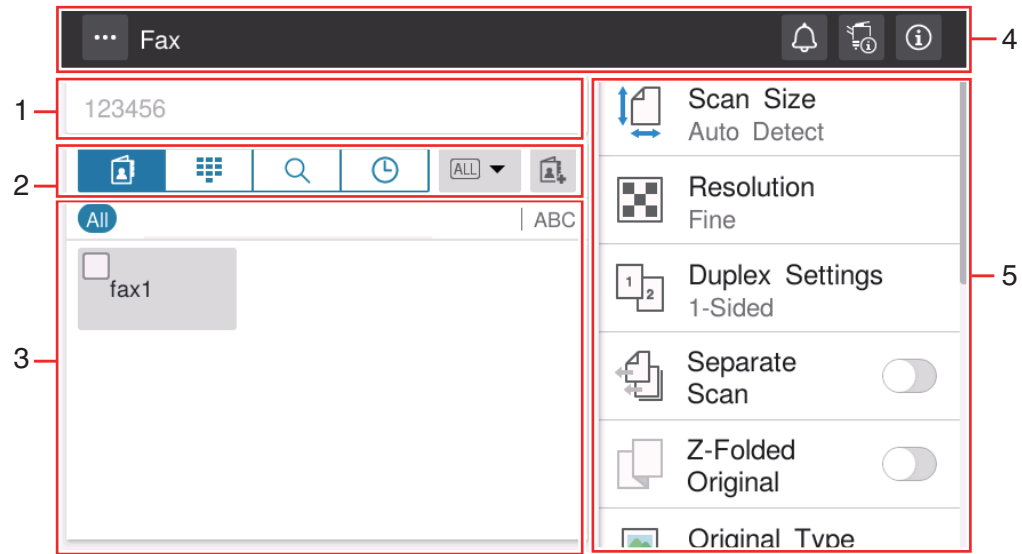 ... Fax
4
1
123456
2
ALL
All
ABC
fax1
3
Scan Size
Auto Detect
Resolution
Fine
1 2
Duplex Settings
1-Sided
5
Separate
Scan
Z-Folded
Original
Original Type